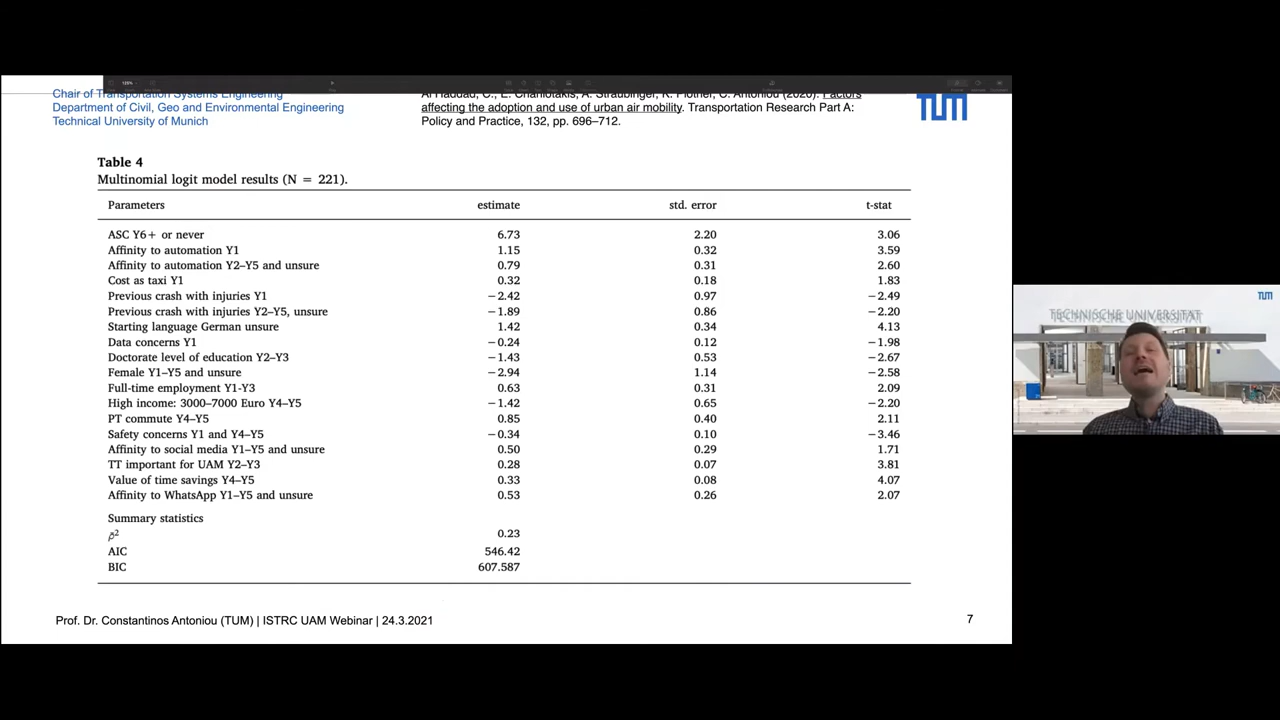 Chair of Transportation Systems Engineering
Department of Civil, Geo and Environmental Engineering
Technical University of Munich
Al Haddad, C., E. Chaniotakis, A. Straubinger, K. Plötner, C. Antoniou (2020). Factors
affecting the adoption and use of urban air mobility. Transportation Research Part A:
Policy and Practice, 132, pp. 696–712.
TUM
Table 4
Multinomial logit model results (N = 221).
Parameters estimate std. error t-stat
ASC Y6+ or never 6.73 2.20 3.06
Affinity to automation Y1 1.15 0.32 3.59
Affinity to automation Y2–Y5 and unsure 0.79 0.31 2.60
Cost as taxi Y1 0.32 0.18 1.83
Previous crash with injuries Y1 −2.42 0.97 −2.49
Previous crash with injuries Y2–Y5, unsure −1.89 0.86 −2.20
Starting language German unsure 1.42 0.34 4.13
Data concerns Y1 −0.24 0.12 −1.98
Doctorate level of education Y2–Y3 −1.43 0.53 −2.67
Female Y1–Y5 and unsure −2.94 1.14 −2.58
Full-time employment Y1-Y3 0.63 0.31 2.09
High income: 3000–7000 Euro Y4–Y5 −1.42 0.65 −2.20
PT commute Y4–Y5 0.85 0.40 2.11
Safety concerns Y1 and Y4–Y5 −0.34 0.10 −3.46
Affinity to social media Y1–Y5 and unsure 0.50 0.29 1.71
TT important for UAM Y2–Y3 0.28 0.07 3.81
Value of time savings Y4–Y5 0.33 0.08 4.07
Affinity to WhatsApp Y1–Y5 and unsure 0.53 0.26 2.07
Summary statistics
ρ̄² 0.23
AIC 546.42
BIC 607.587
Prof. Dr. Constantinos Antoniou (TUM) | ISTRC UAM Webinar | 24.3.2021
7
TUM
TECHNISCHE UNIVERSITAT